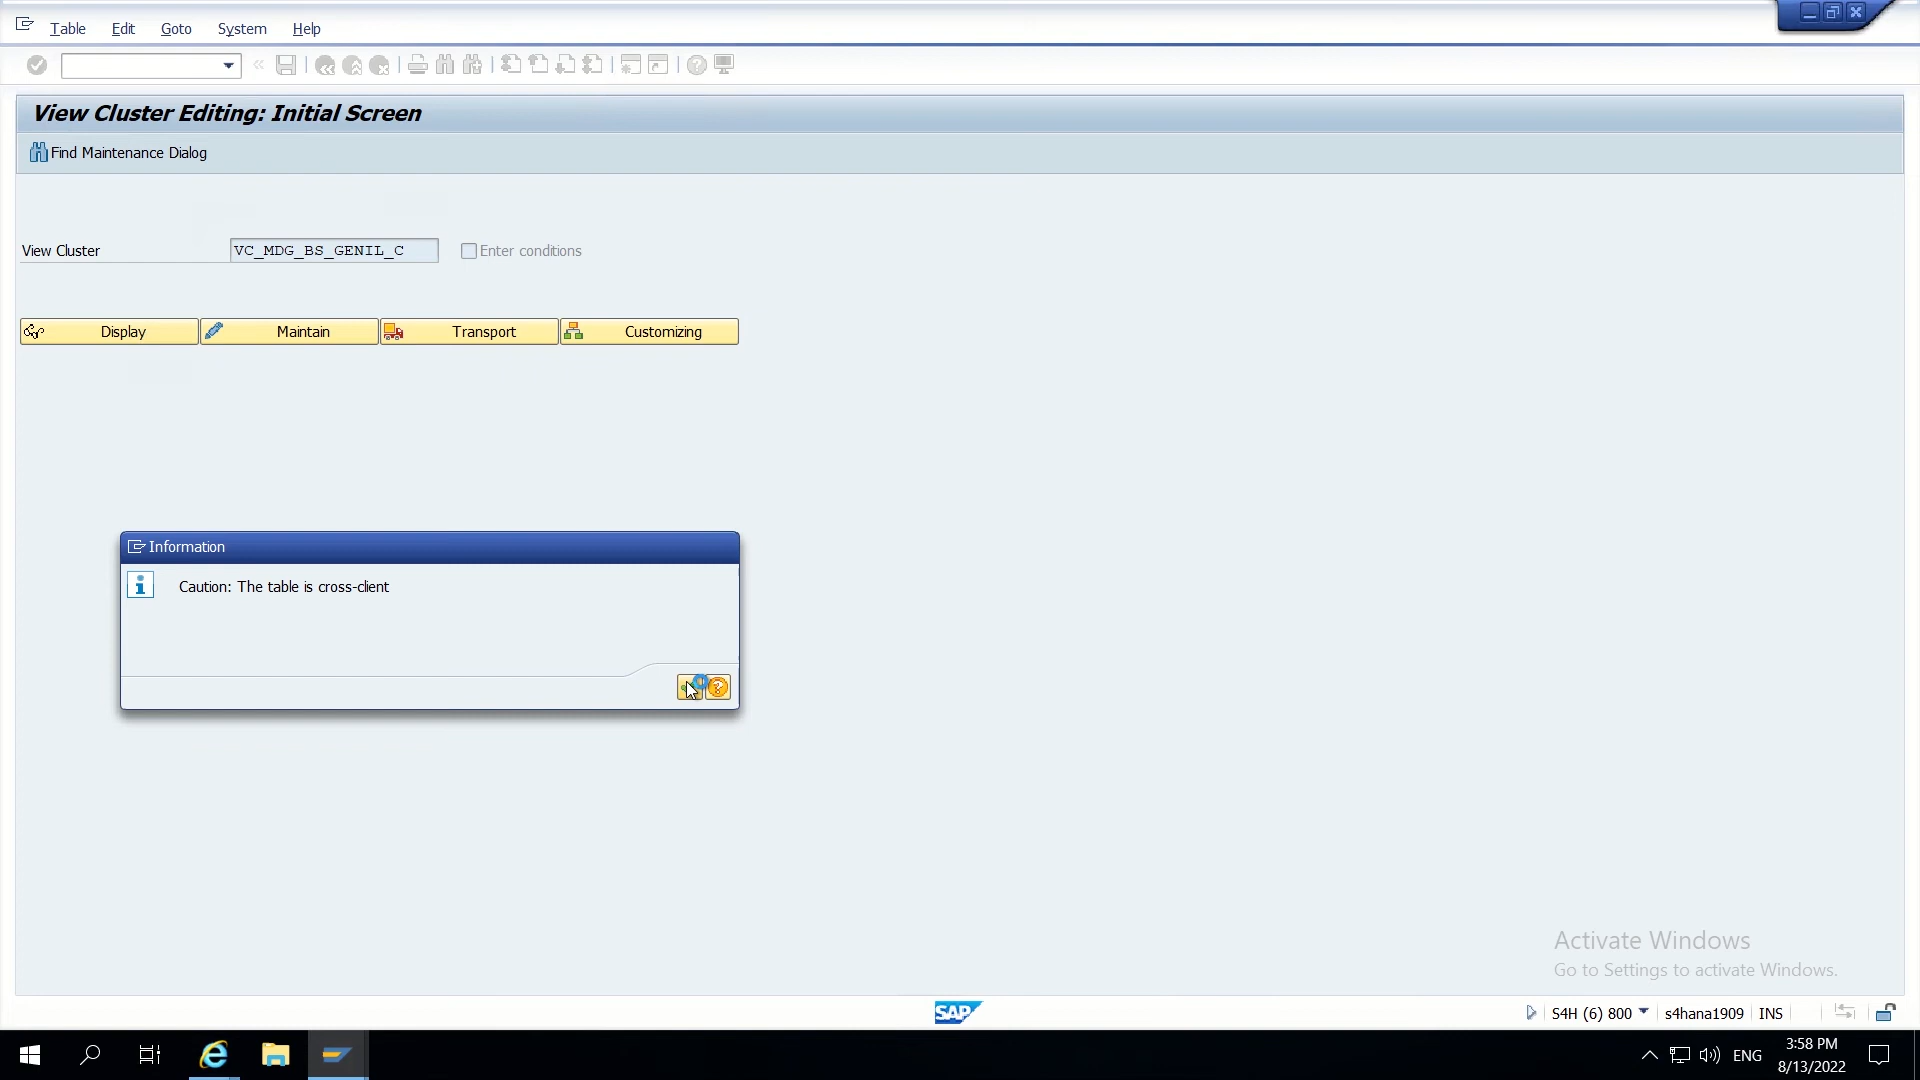 Table Edit Goto System Help
View Cluster Editing: Initial Screen
Find Maintenance Dialog
View Cluster VC_MDG_BS_GENIL_C Enter conditions
Display Maintain Transport Customizing
Information
Caution: The table is cross-client
Activate Windows
Go to Settings to activate Windows.
SAP S4H (6) 800 s4hana1909 INS
ENG 3:58 PM
8/13/2022